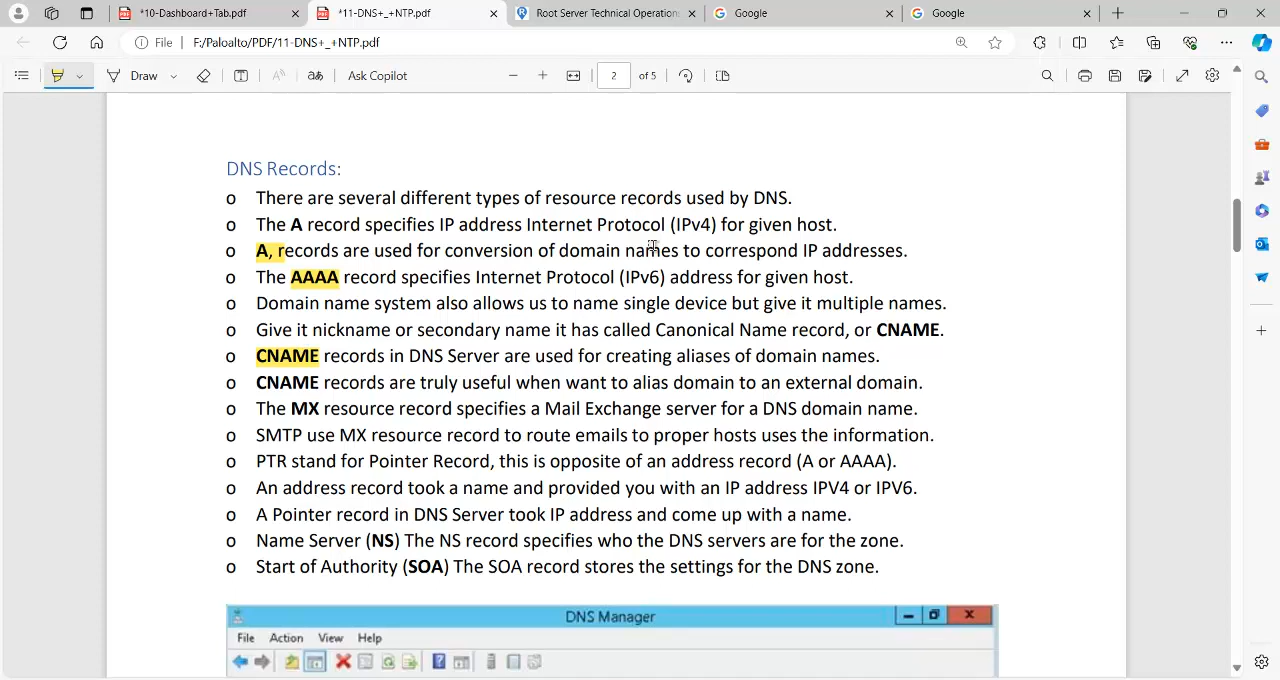 *10-Dashboard+Tab.pdf
*11-DNS+_+NTP.pdf
Root Server Technical Operations
Google
Google
File
F:/Paloalto/PDF/11-DNS+_+NTP.pdf
Draw
Ask Copilot
2
of 5
DNS Records:
o There are several different types of resource records used by DNS.
o The A record specifies IP address Internet Protocol (IPv4) for given host.
o A, records are used for conversion of domain names to correspond IP addresses.
o The AAAA record specifies Internet Protocol (IPv6) address for given host.
o Domain name system also allows us to name single device but give it multiple names.
o Give it nickname or secondary name it has called Canonical Name record, or CNAME.
o CNAME records in DNS Server are used for creating aliases of domain names.
o CNAME records are truly useful when want to alias domain to an external domain.
o The MX resource record specifies a Mail Exchange server for a DNS domain name.
o SMTP use MX resource record to route emails to proper hosts uses the information.
o PTR stand for Pointer Record, this is opposite of an address record (A or AAAA).
o An address record took a name and provided you with an IP address IPV4 or IPV6.
o A Pointer record in DNS Server took IP address and come up with a name.
o Name Server (NS) The NS record specifies who the DNS servers are for the zone.
o Start of Authority (SOA) The SOA record stores the settings for the DNS zone.
DNS Manager
File Action View Help